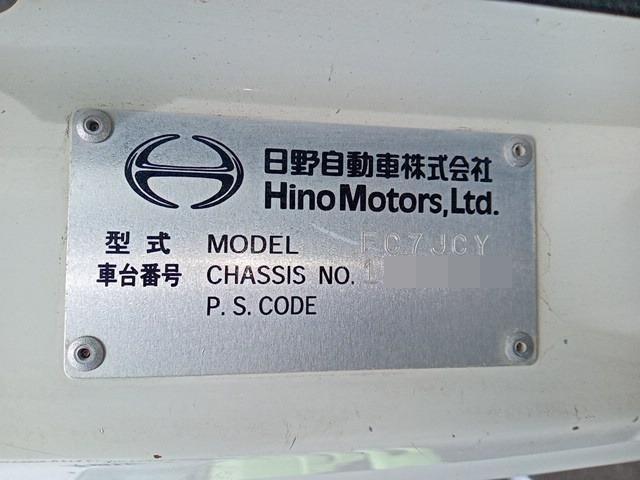 日野自動車株式会社
Hino Motors, Ltd.
型式 MODEL FC7JCY
車台番号 CHASSIS NO. 1
P.S. CODE